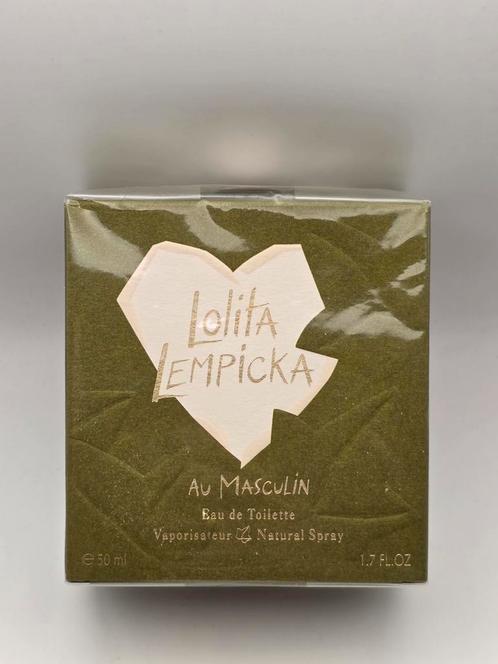 Lolita
LEMPICKA
AU MASCULIN
Eau de Toilette
Vaporisateur Natural Spray
℮ 50 ml 1.7 FL.OZ